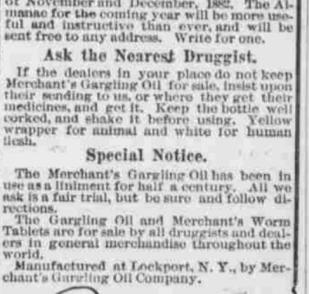 of November and December, 1882. The Al-
manac for the coming year will be more use-
ful and instructive than ever, and will be
sent free to any address. Write for one.
Ask the Nearest Druggist.
If the dealers in your place do not keep
Merchant's Gargling Oil for sale, insist upon
their sending to us, or where they get their
medicines, and get it. Keep the bottle well
corked, and shake it before using. Yellow
wrapper for animal and white for human
flesh.
Special Notice.
The Merchant's Gargling Oil has been in
use as a liniment for half a century. All we
ask is a fair trial, but be sure and follow di-
rections.
The Gargling Oil and Merchant's Worm
Tablets are for sale by all druggists and deal-
ers in general merchandise throughout the
world.
Manufactured at Lockport, N. Y., by Mer-
chant's Gargling Oil Company.